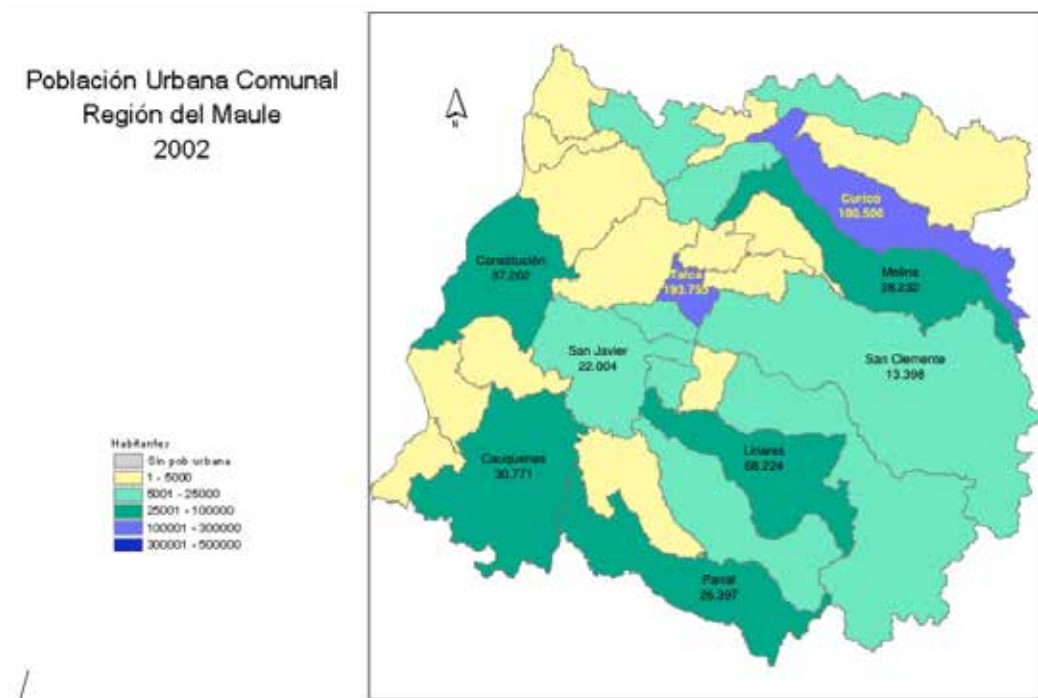 Población Urbana Comunal
Región del Maule
2002
N
Curico
100.506
Constitución
37.202
Talca
193.755
Molina
28.232
San Javier
22.004
San Clemente
13.398
Cauquenes
30.771
Linares
68.224
Parral
26.397
Habitantes
Sin pob urbana
1 - 5000
5001 - 25000
25001 - 100000
100001 - 300000
300001 - 500000